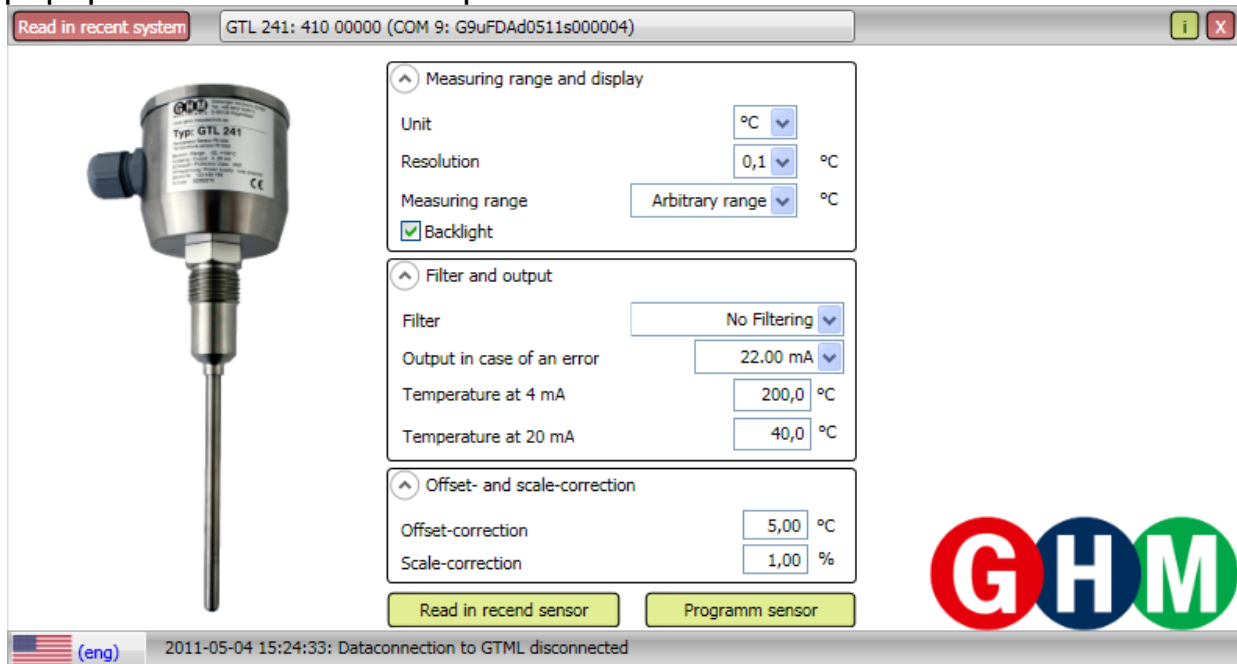 Read in recent system
GTL 241: 410 00000 (COM 9: G9uFDAd0511s000004)
i
X
GHM
Typ: GTL 241
CE
Measuring range and display
Unit °C
Resolution 0,1 °C
Measuring range Arbitrary range °C
Backlight
Filter and output
Filter No Filtering
Output in case of an error 22.00 mA
Temperature at 4 mA 200,0 °C
Temperature at 20 mA 40,0 °C
Offset- and scale-correction
Offset-correction 5,00 °C
Scale-correction 1,00 %
Read in recend sensor
Programm sensor
GHM
(eng)
2011-05-04 15:24:33: Dataconnection to GTML disconnected